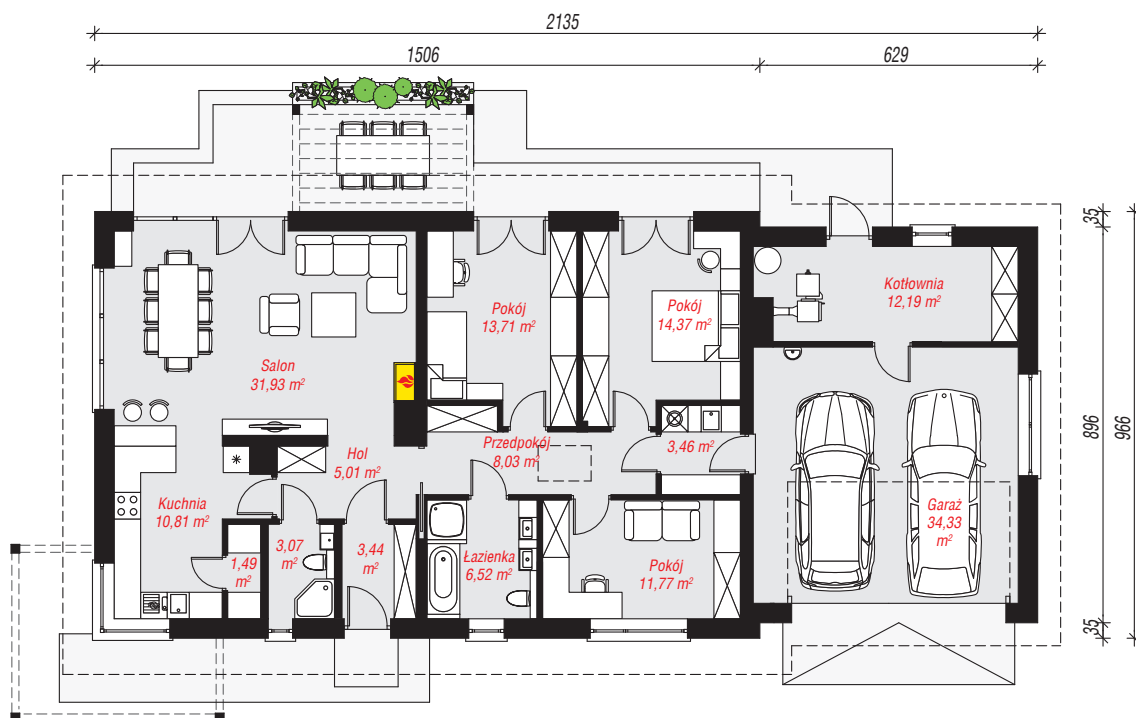 2135
1506
629
35
896
966
35
Salon
31,93 m²
Pokój
13,71 m²
Pokój
14,37 m²
Kotłownia
12,19 m²
Przedpokój
8,03 m²
3,46 m²
Hol
5,01 m²
Kuchnia
10,81 m²
1,49
m²
3,07
m²
3,44
m²
Łazienka
6,52 m²
Pokój
11,77 m²
Garaż
34,33
m²